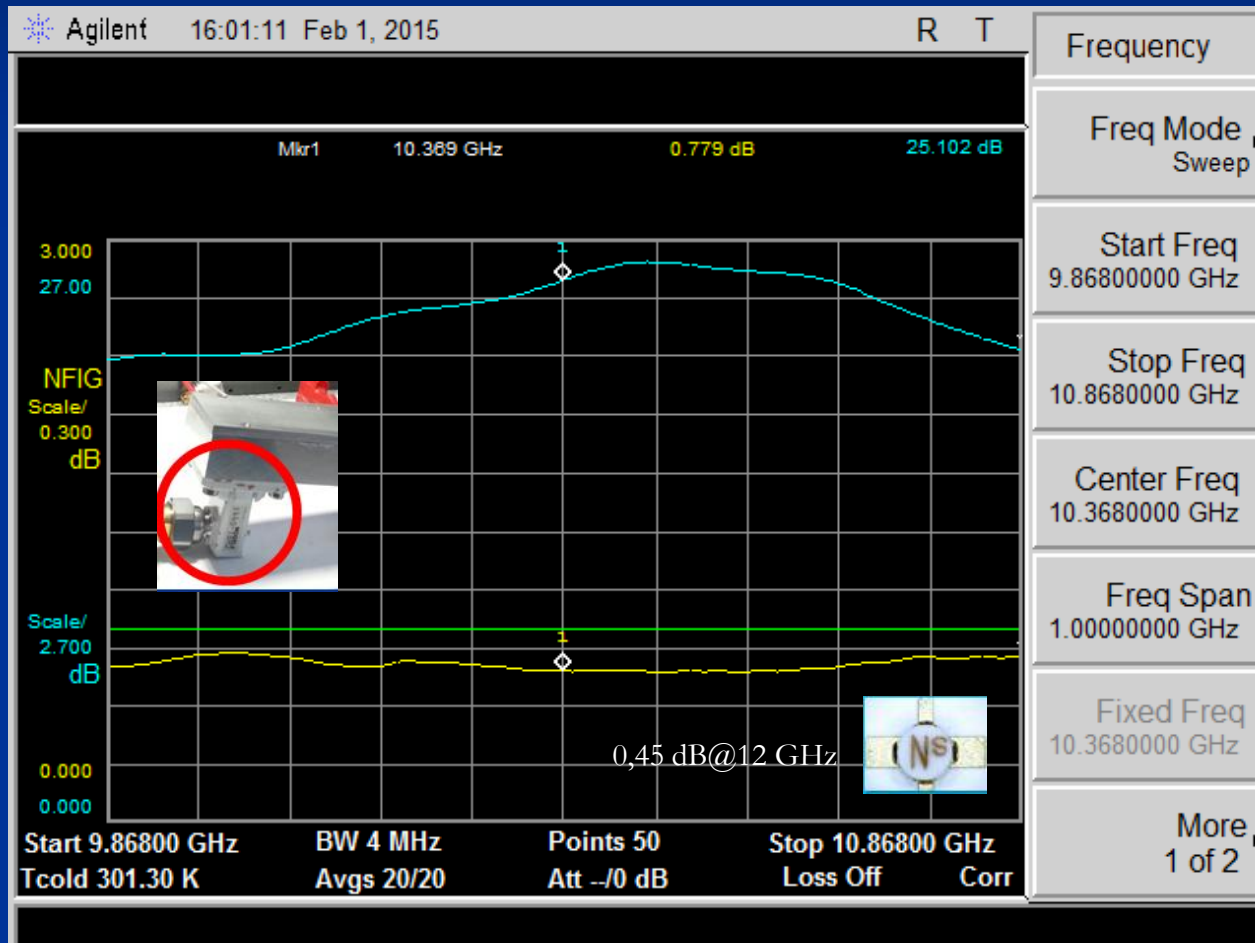 Agilent 16:01:11 Feb 1, 2015 R T
Mkr1 10.369 GHz 0.779 dB 25.102 dB
3.000
27.00
NFIG
Scale/
0.300
dB
Scale/
2.700
dB
0.000
0.000
1
1
0,45 dB@12 GHz
NS
Start 9.86800 GHz BW 4 MHz Points 50 Stop 10.86800 GHz
Tcold 301.30 K Avgs 20/20 Att --/0 dB Loss Off Corr
Frequency
Freq Mode
Sweep
Start Freq
9.86800000 GHz
Stop Freq
10.8680000 GHz
Center Freq
10.3680000 GHz
Freq Span
1.00000000 GHz
Fixed Freq
10.3680000 GHz
More
1 of 2